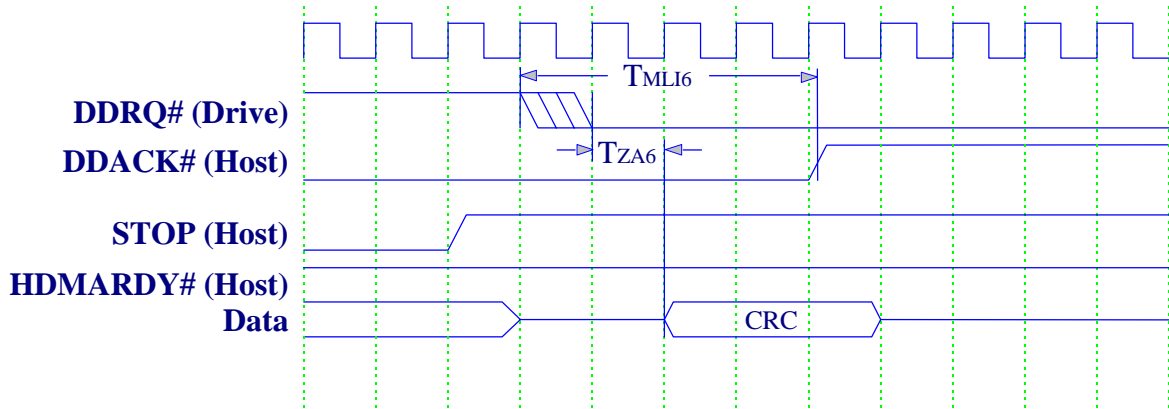 TMLI6
DDRQ# (Drive)
TZA6
DDACK# (Host)
STOP (Host)
HDMARDY# (Host)
Data
CRC